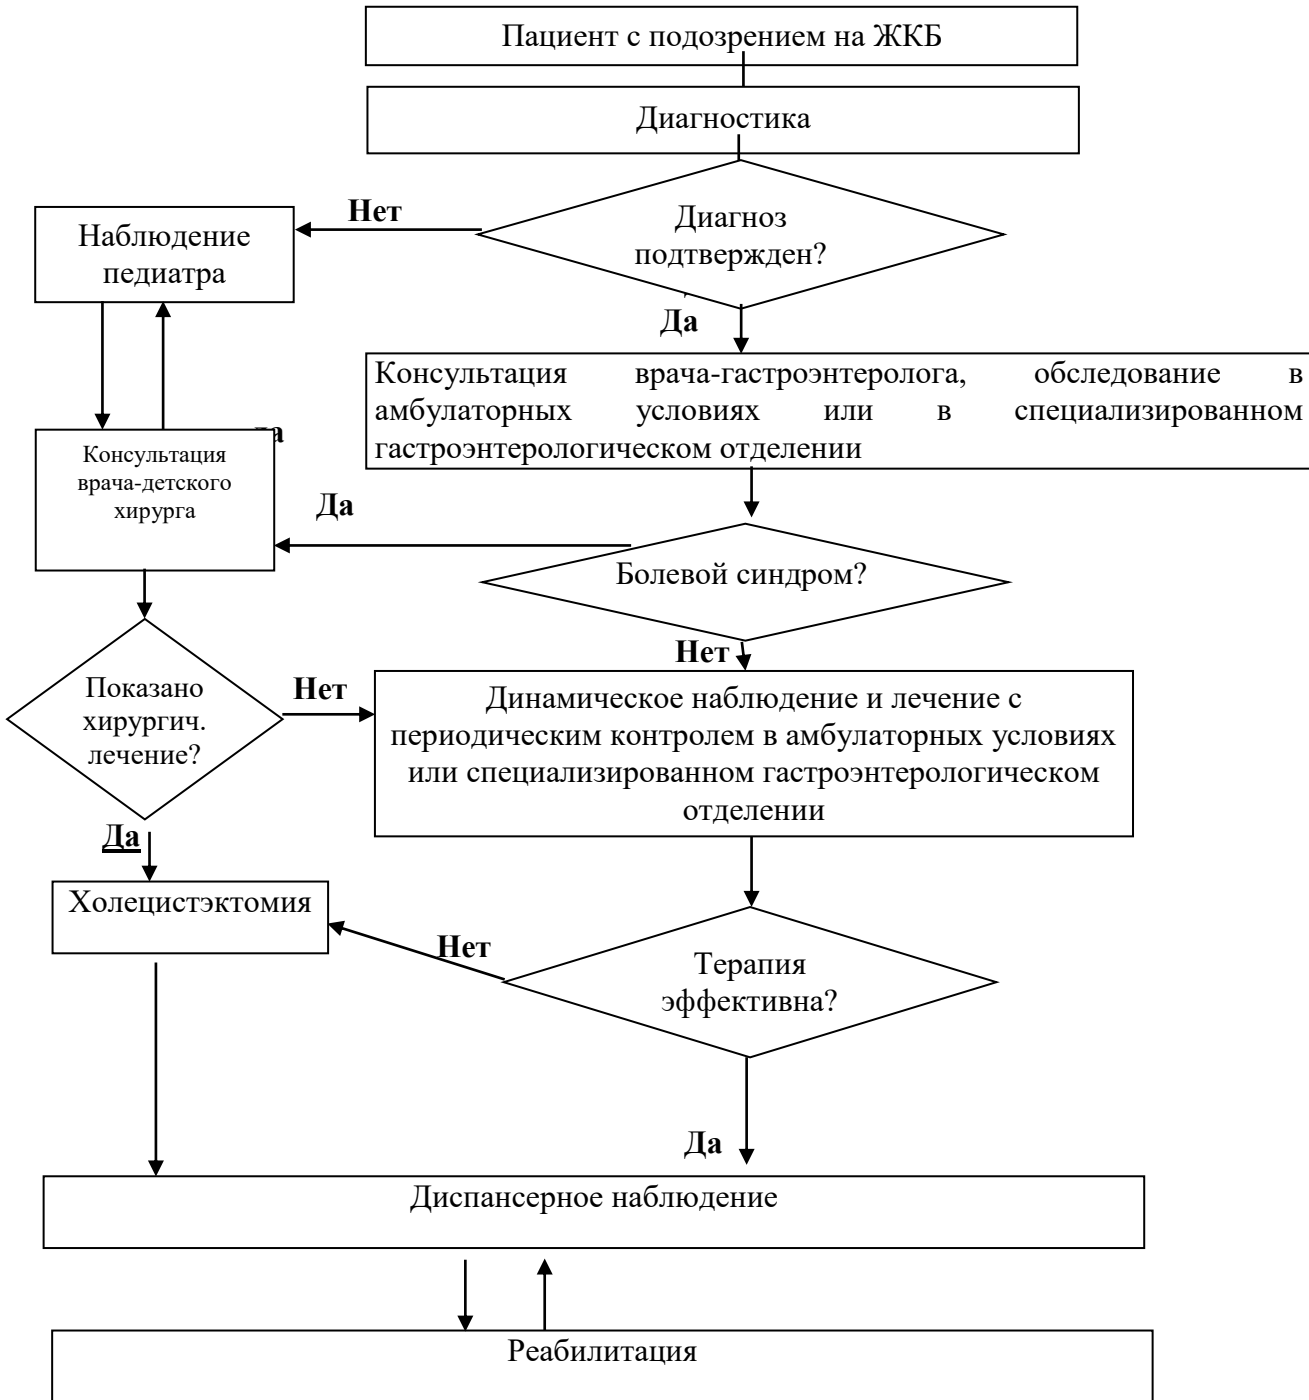 Пациент с подозрением на ЖКБ
Диагностика
Диагноз
подтвержден?
Нет
Наблюдение
педиатра
Да
Консультация врача-гастроэнтеролога, обследование в
амбулаторных условиях или в специализированном
гастроэнтерологическом отделении
Консультация
врача-детского
хирурга
Да
Болевой синдром?
Нет
Показано
хирургич.
лечение?
Нет
Динамическое наблюдение и лечение с
периодическим контролем в амбулаторных условиях
или специализированном гастроэнтерологическом
отделении
Да
Холецистэктомия
Нет
Терапия
эффективна?
Да
Диспансерное наблюдение
Реабилитация